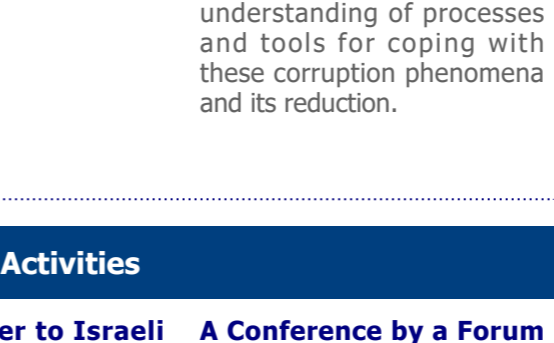 understanding of processes
and tools for coping with
these corruption phenomena
and its reduction.
Activities
to Israeli
A Conference by a Forum